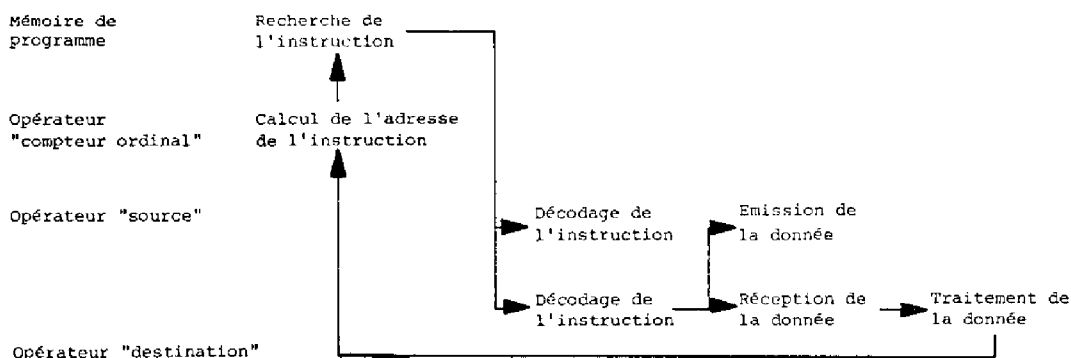 Mémoire de
programme
Recherche de
l'instruction
Opérateur
"compteur ordinal"
Calcul de l'adresse
de l'instruction
Opérateur "source"
Décodage de
l'instruction
Emission de
la donnée
Décodage de
l'instruction
Réception de
la donnée
Traitement de
la donnée
Opérateur "destination"